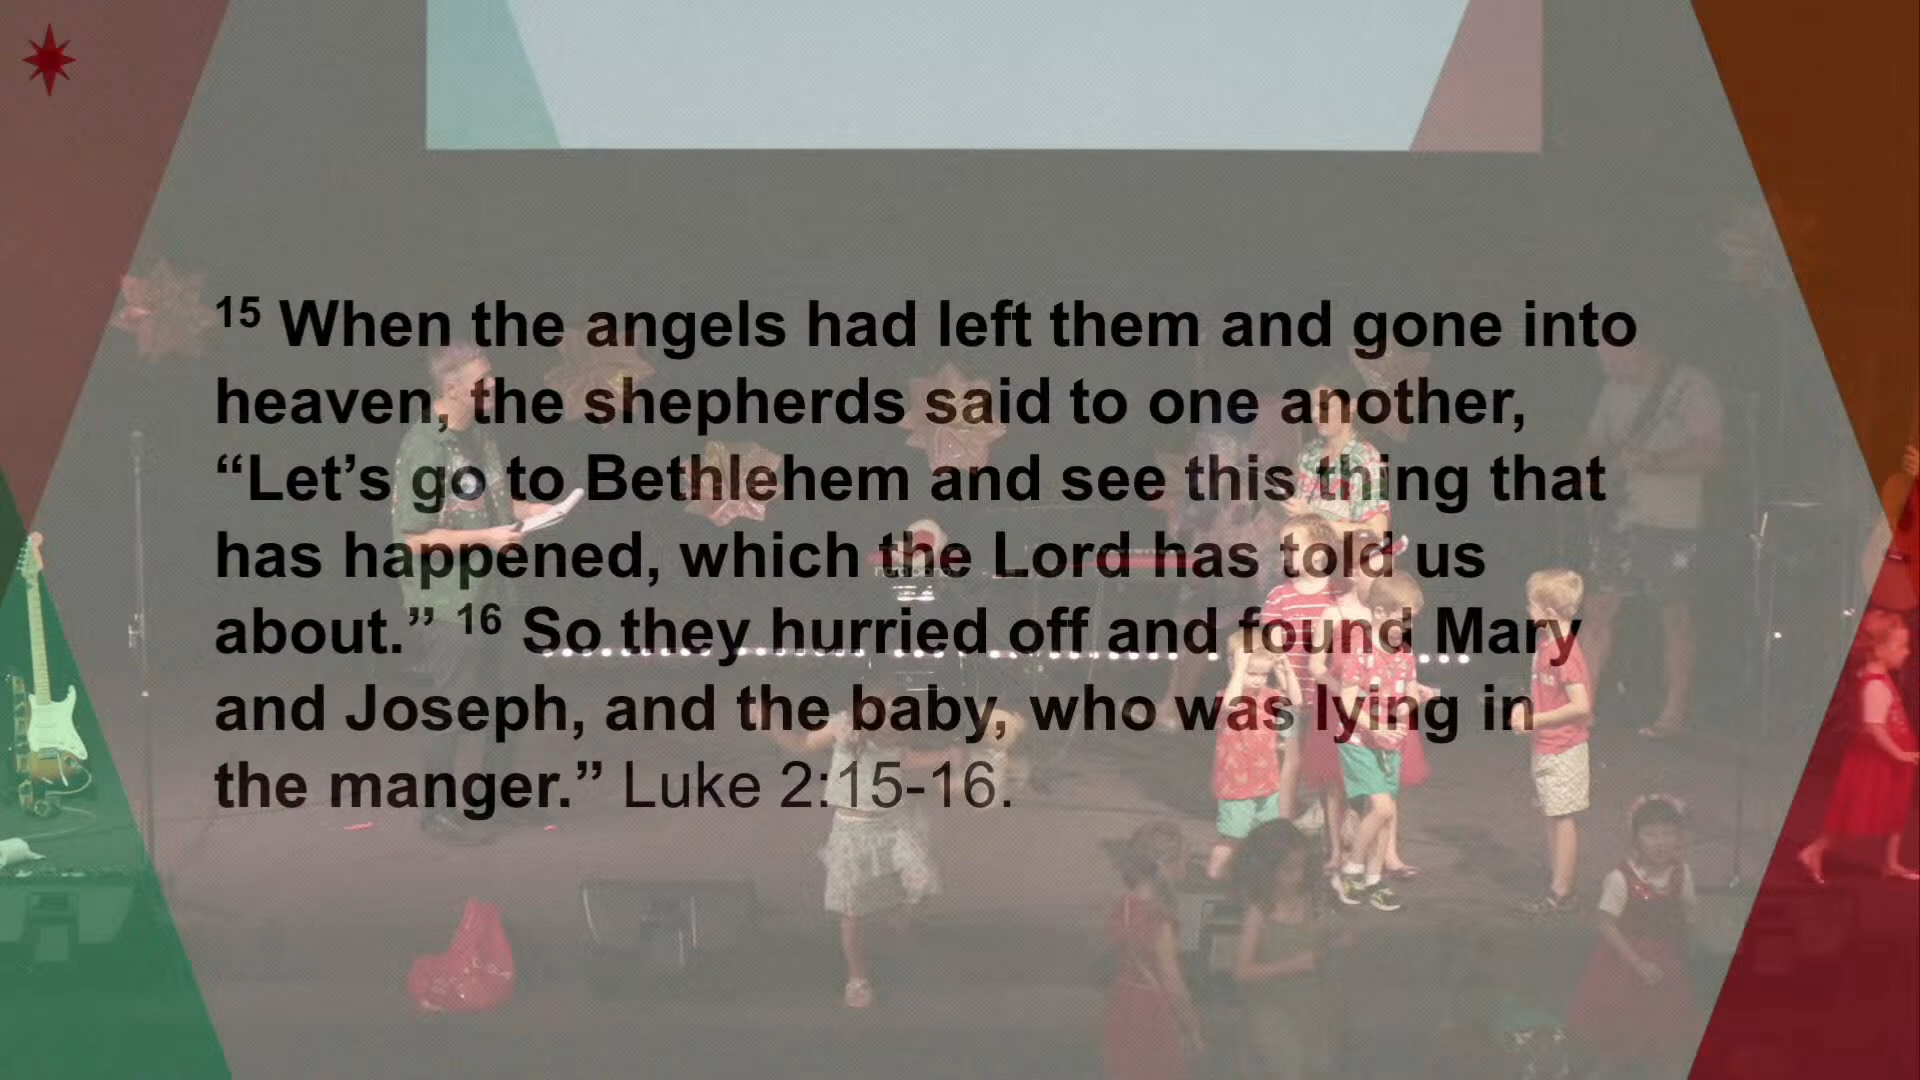 15 When the angels had left them and gone into
heaven, the shepherds said to one another,
“Let’s go to Bethlehem and see this thing that
has happened, which the Lord has told us
about.” 16 So they hurried off and found Mary
and Joseph, and the baby, who was lying in
the manger.” Luke 2:15-16.